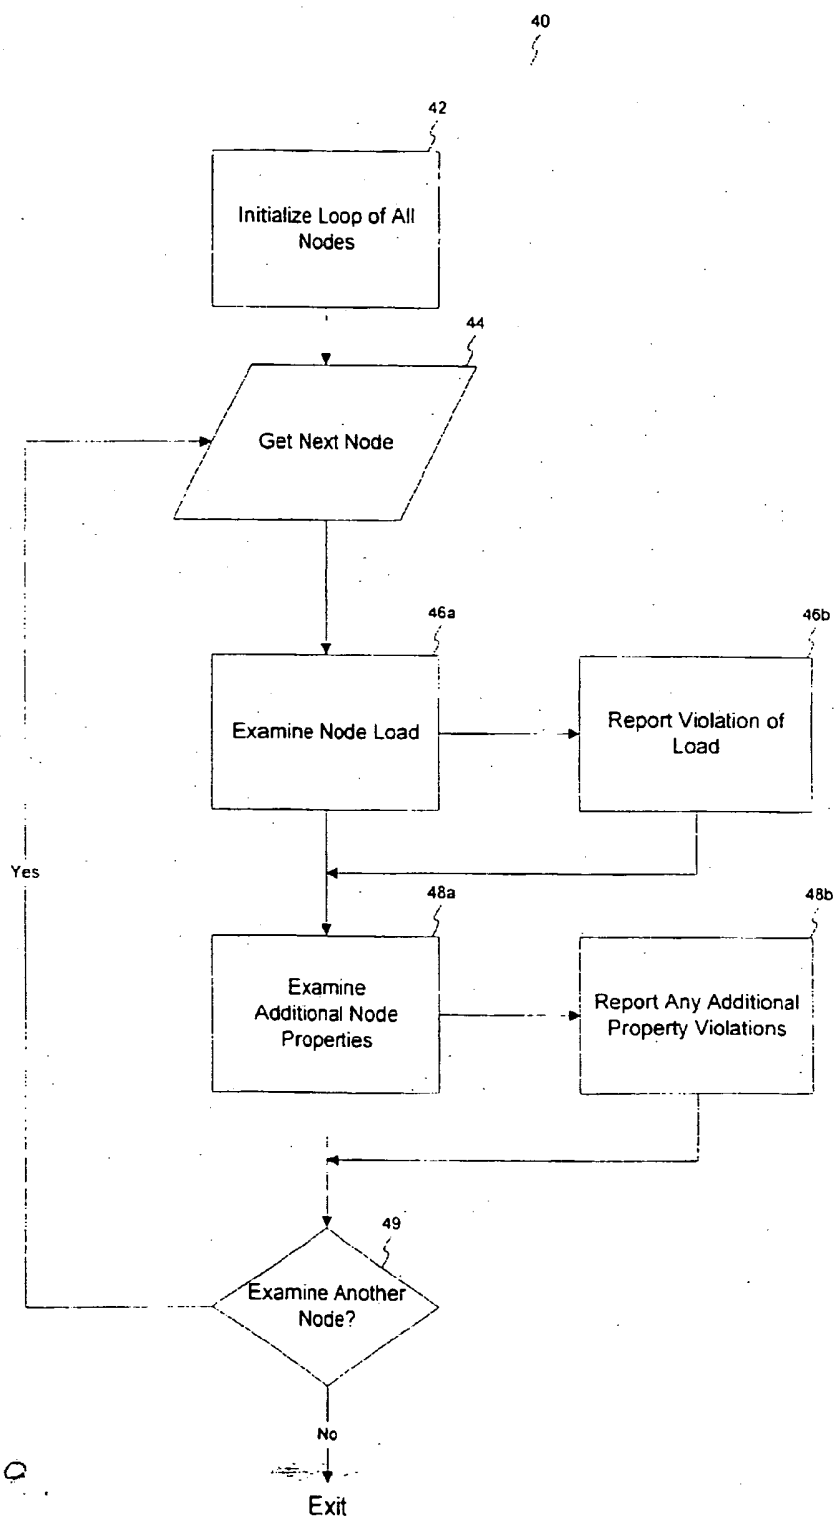 40
42
Initialize Loop of All
Nodes
44
Get Next Node
46a
Examine Node Load
46b
Report Violation of
Load
Yes
48a
Examine
Additional Node
Properties
48b
Report Any Additional
Property Violations
49
Examine Another
Node?
No
Exit